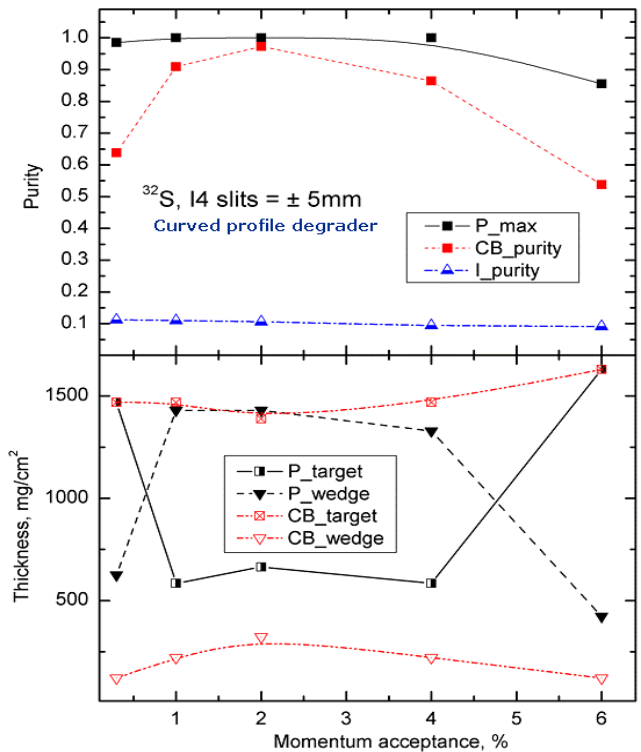 1.0
0.9
0.8
0.7
0.6
0.5
0.4
0.3
0.2
0.1
Purity
³²S, I4 slits = ± 5mm
Curved profile degrader
P_max
CB_purity
I_purity
1500
1000
500
Thickness, mg/cm²
P_target
P_wedge
CB_target
CB_wedge
1 2 3 4 5 6
Momentum acceptance, %